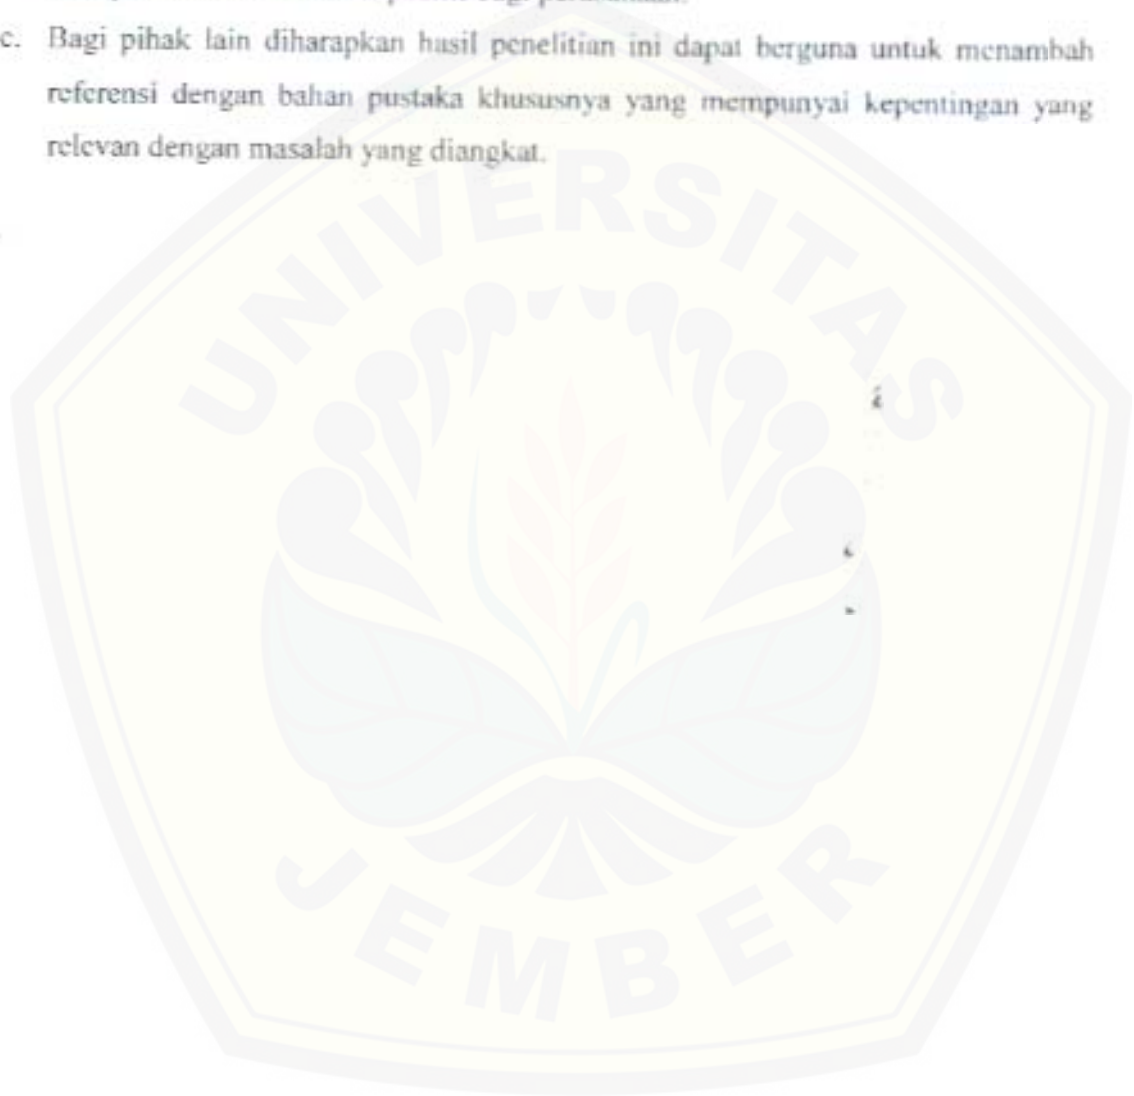 c. Bagi pihak lain diharapkan hasil penelitian ini dapat berguna untuk menambah
referensi dengan bahan pustaka khususnya yang mempunyai kepentingan yang
relevan dengan masalah yang diangkat.
UNIVERSITAS
JEMBER